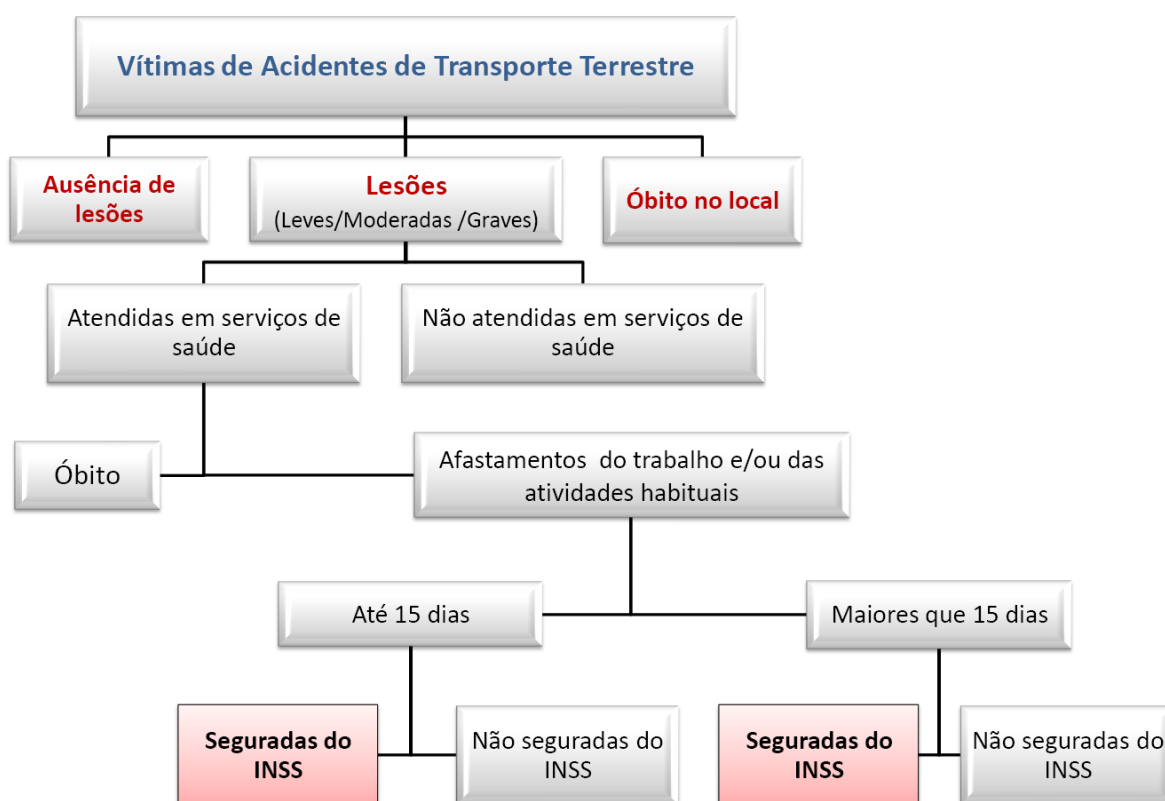 Vítimas de Acidentes de Transporte Terrestre
Ausência de
lesões
Lesões
(Leves/Moderadas /Graves)
Óbito no local
Atendidas em serviços de
saúde
Não atendidas em serviços de
saúde
Óbito
Afastamentos do trabalho e/ou das
atividades habituais
Até 15 dias
Maiores que 15 dias
Seguradas do
INSS
Não seguradas do
INSS
Seguradas do
INSS
Não seguradas do
INSS